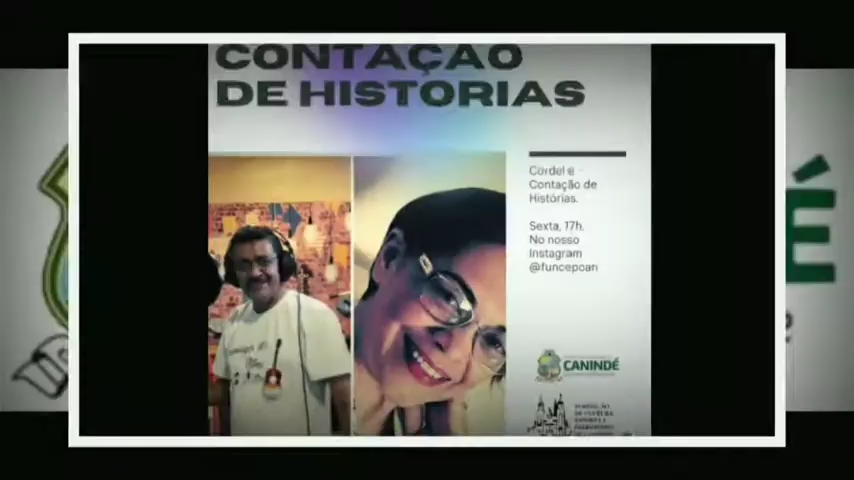 CONTAÇÃO
DE HISTORIAS
Cordel e
Contação de
Histórias.
Sexta, 17h.
No nosso
Instagram
@funcepoan
CANINDÉ
É